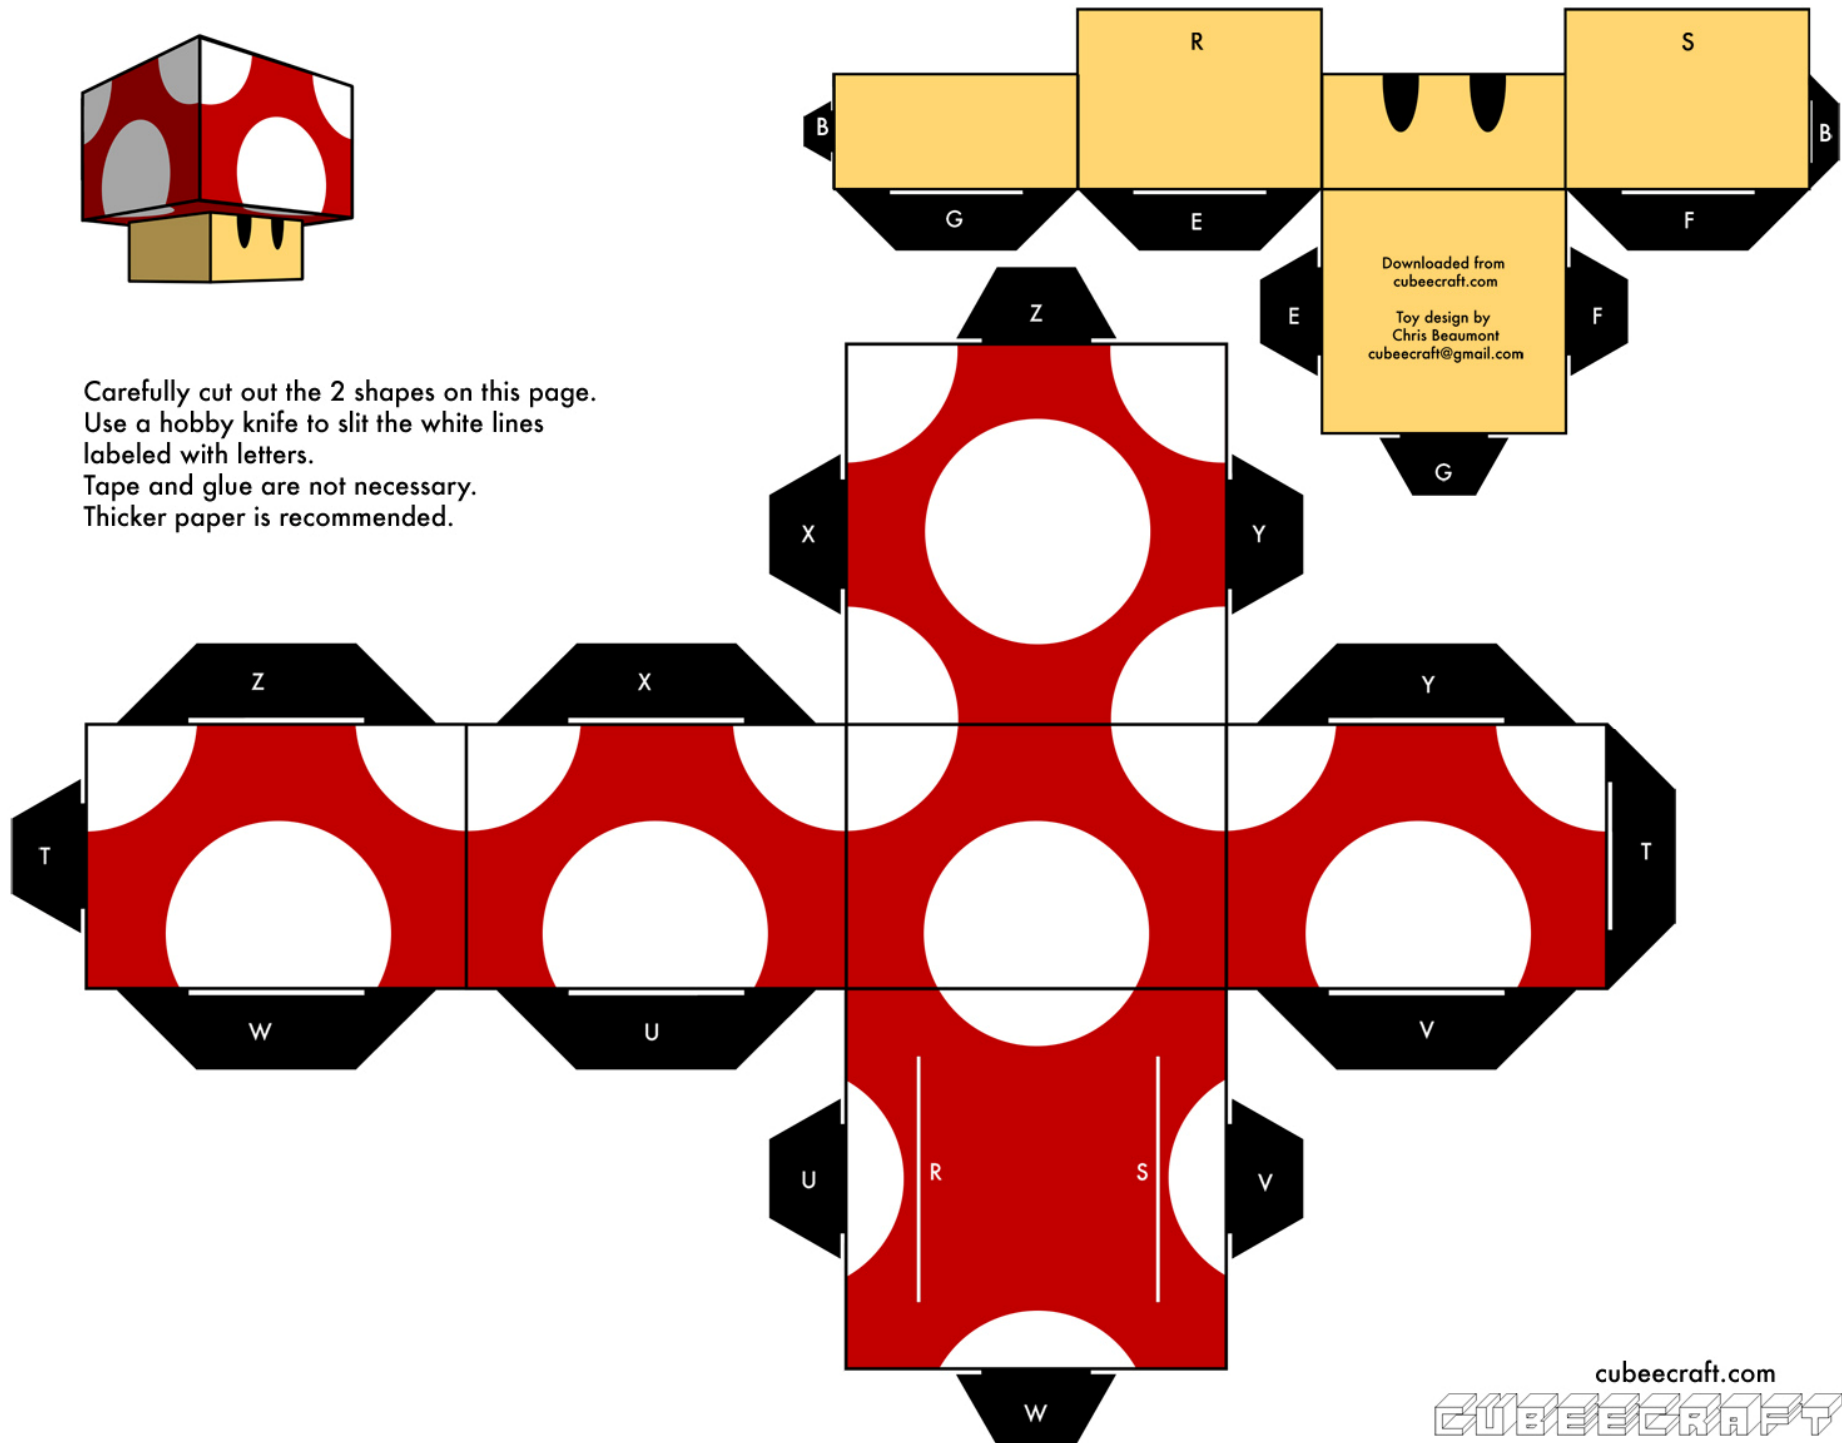 R
S
B
B
G
E
F
Downloaded from
cubeecraft.com
Toy design by
Chris Beaumont
cubeecraft@gmail.com
E
F
G
Carefully cut out the 2 shapes on this page.
Use a hobby knife to slit the white lines
labeled with letters.
Tape and glue are not necessary.
Thicker paper is recommended.
Z
X
Y
Z
X
Y
T
T
W
U
V
U
R
S
V
W
cubeecraft.com
CUBEECRAFT